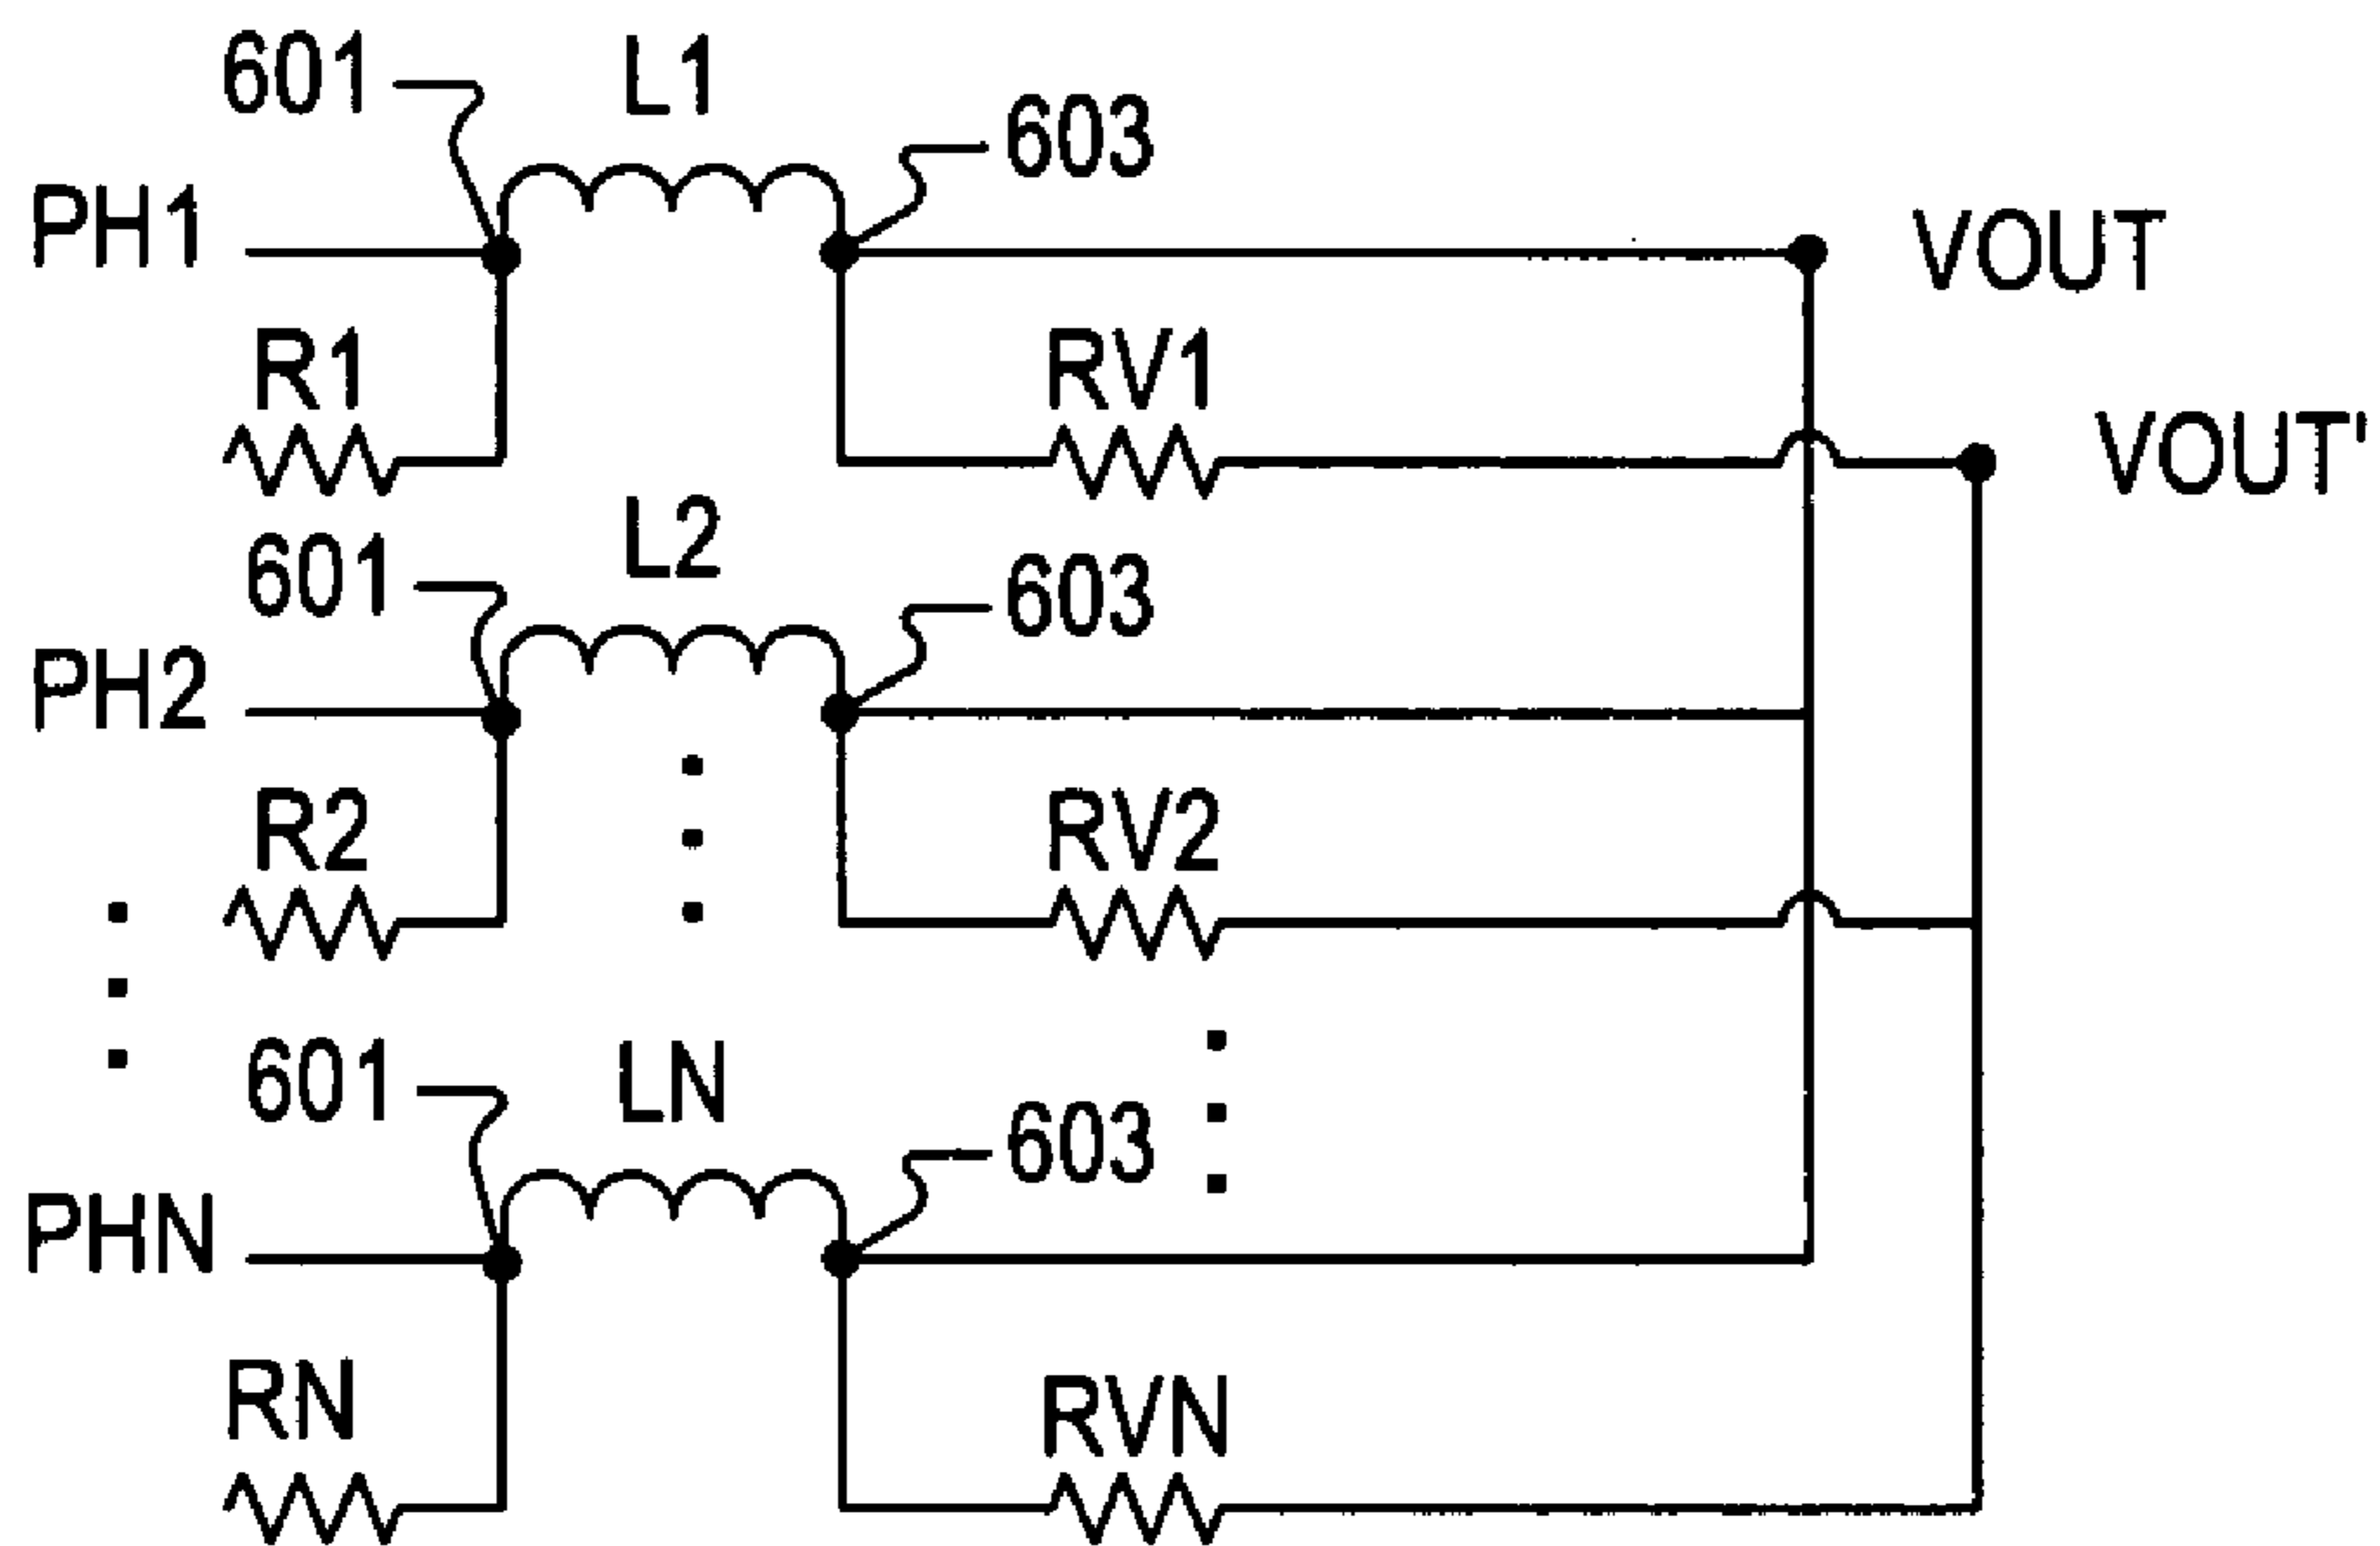 601
L1
603
PH1
VOUT
R1
RV1
VOUT'
L2
601
603
PH2
R2
RV2
601
LN
603
PHN
RN
RVN